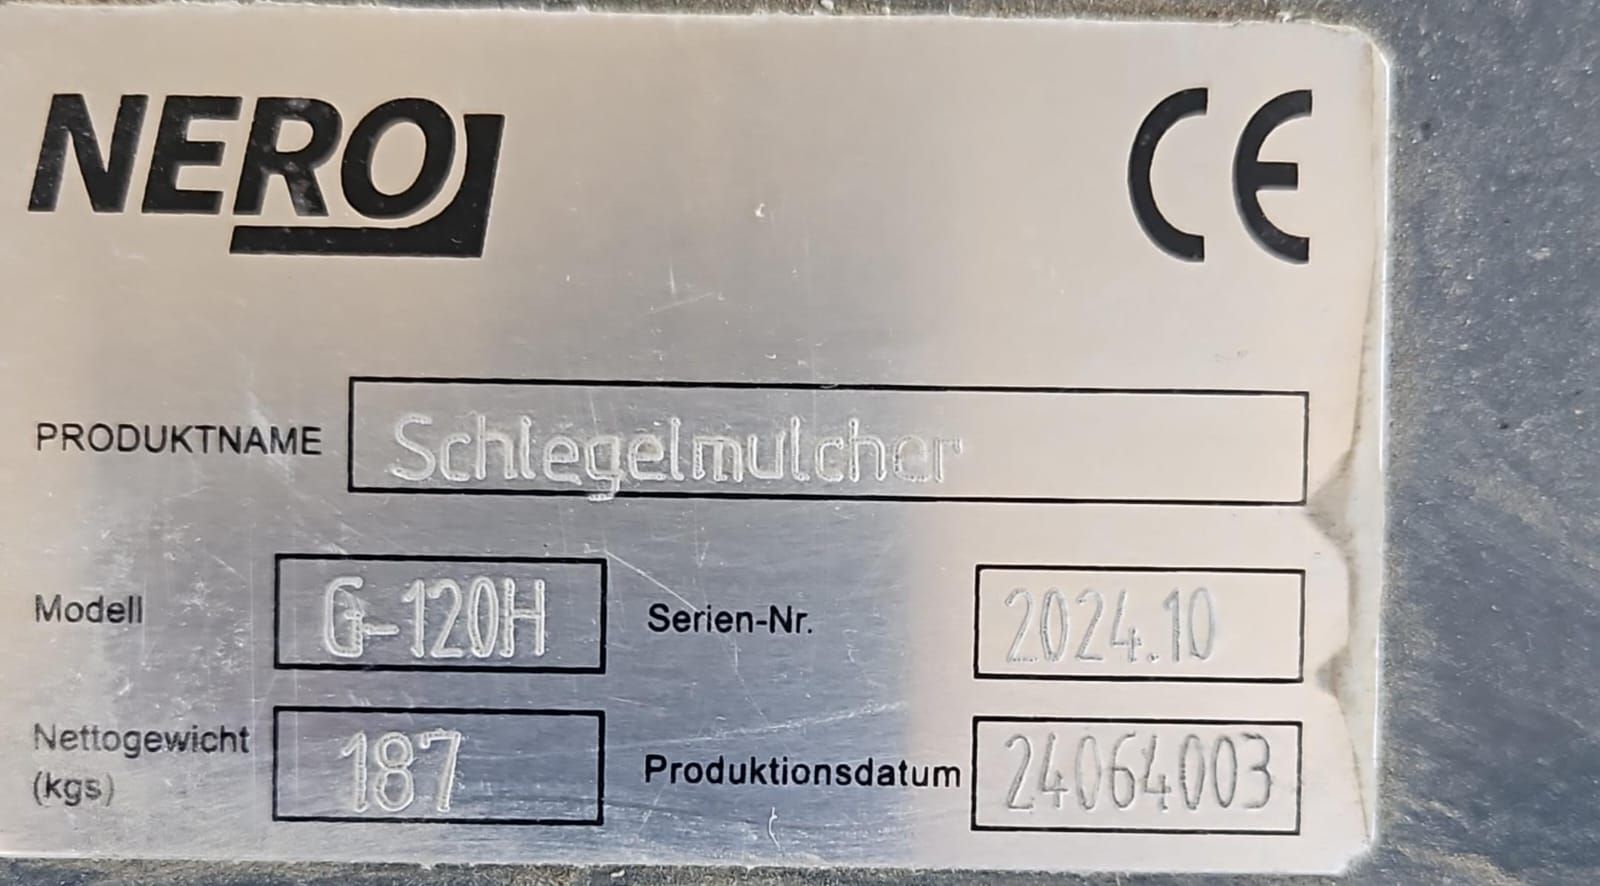 NERO CE
PRODUKTNAME Schlegelmulcher
Modell G-120H Serien-Nr. 2024.10
Nettogewicht (kgs) 187 Produktionsdatum 24064003